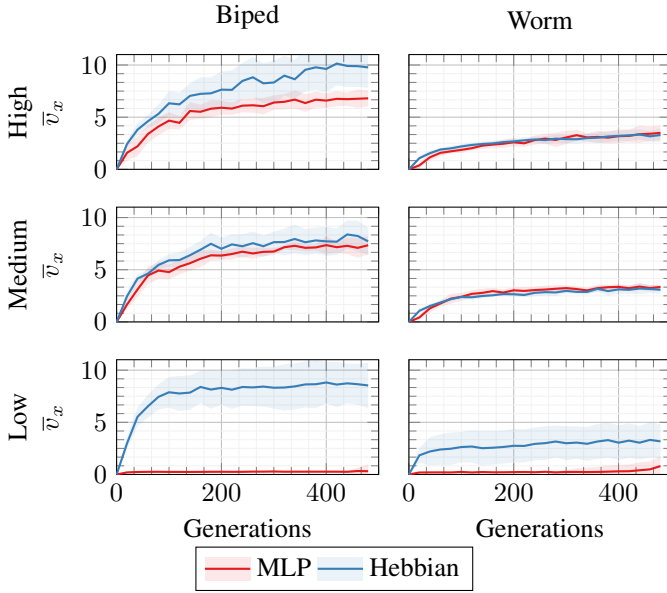 Biped Worm
High
v̅x
10
5
0
Medium
v̅x
10
5
0
Low
v̅x
10
5
0
0 200 400 0 200 400
Generations Generations
MLP Hebbian